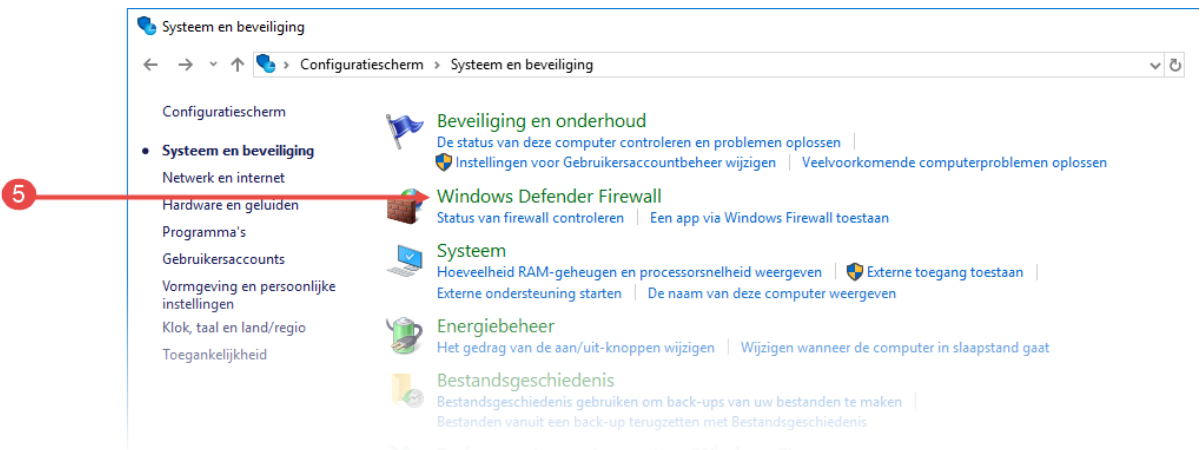 Systeem en beveiliging
Configuratiescherm > Systeem en beveiliging
Configuratiescherm
Systeem en beveiliging
Netwerk en internet
Hardware en geluiden
Programma's
Gebruikersaccounts
Vormgeving en persoonlijke
instellingen
Klok, taal en land/regio
Toegankelijkheid
5
Beveiliging en onderhoud
De status van deze computer controleren en problemen oplossen
Instellingen voor Gebruikersaccountbeheer wijzigen Veelvoorkomende computerproblemen oplossen
Windows Defender Firewall
Status van firewall controleren Een app via Windows Firewall toestaan
Systeem
Hoeveelheid RAM-geheugen en processorsnelheid weergeven Externe toegang toestaan
Externe ondersteuning starten De naam van deze computer weergeven
Energiebeheer
Het gedrag van de aan/uit-knoppen wijzigen Wijzigen wanneer de computer in slaapstand gaat
Bestandsgeschiedenis
Bestandsgeschiedenis gebruiken om back-ups van uw bestanden te maken
Bestanden vanuit een back-up terugzetten met Bestandsgeschiedenis